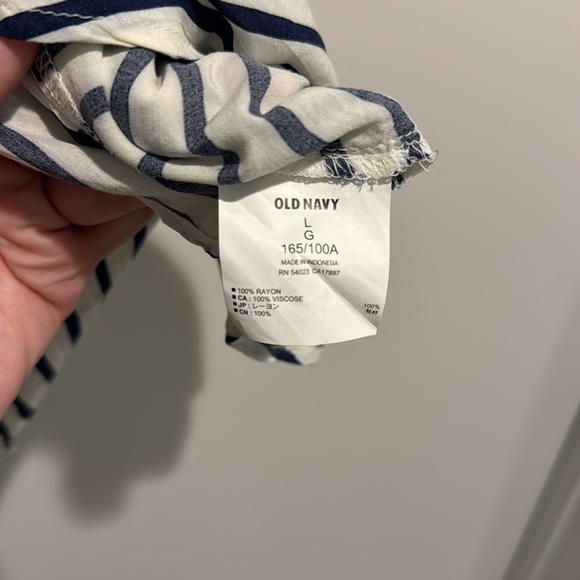 OLD NAVY
L
G
165/100A
MADE IN INDONESIA
RN 54023 CA17897
■ 100% RAYON
■ CA : 100% VISCOSE
■ JP : レーヨン 100%
■ CN : 100%